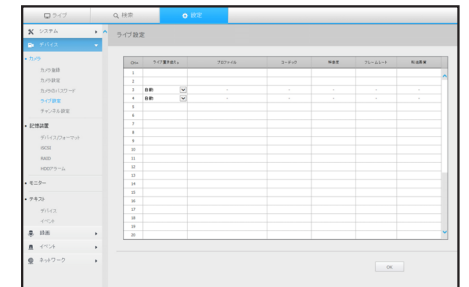 ライブ
検索
設定
システム
デバイス
カメラ
カメラ登録
カメラ設定
カメラのパスワード
ライブ設定
チャンネル設定
記憶装置
デバイス/フォーマット
iSCSI
RAID
HDDアラーム
モニター
テキスト
デバイス
イベント
録画
イベント
ネットワーク
ライブ設定
プロファイル コーデック 解像度 フレームレート
1
2
3 自動 - - - - -
4 自動 - - - - -
5
6
7
8
9
10
11
12
13
14
15
16
17
18
19
20
OK